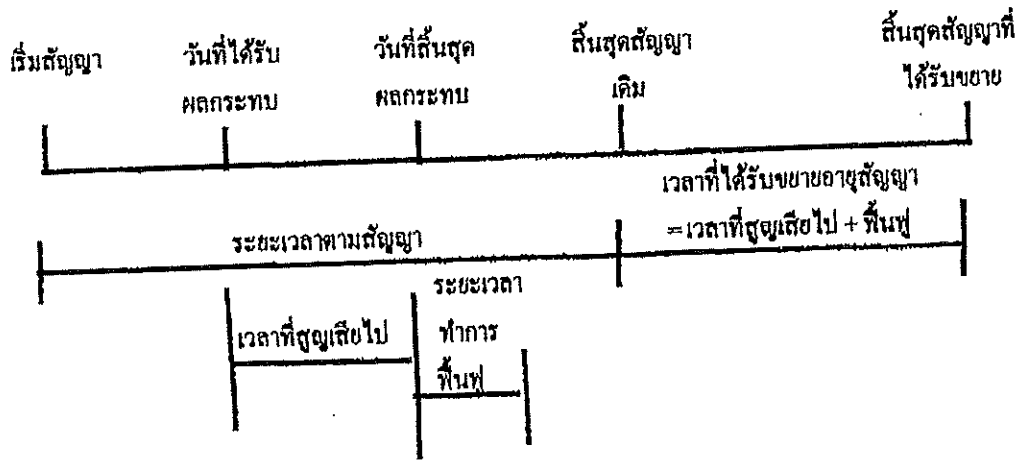 เริ่มสัญญา
วันที่ได้รับ
ผลกระทบ
วันที่สิ้นสุด
ผลกระทบ
สิ้นสุดสัญญา
เดิม
สิ้นสุดสัญญาที่
ได้รับขยาย
เวลาที่ได้รับขยายอายุสัญญา
=เวลาที่สูญเสียไป + ฟื้นฟู
ระยะเวลาตามสัญญา
เวลาที่สูญเสียไป
ระยะเวลา
ทำการ
ฟื้นฟู